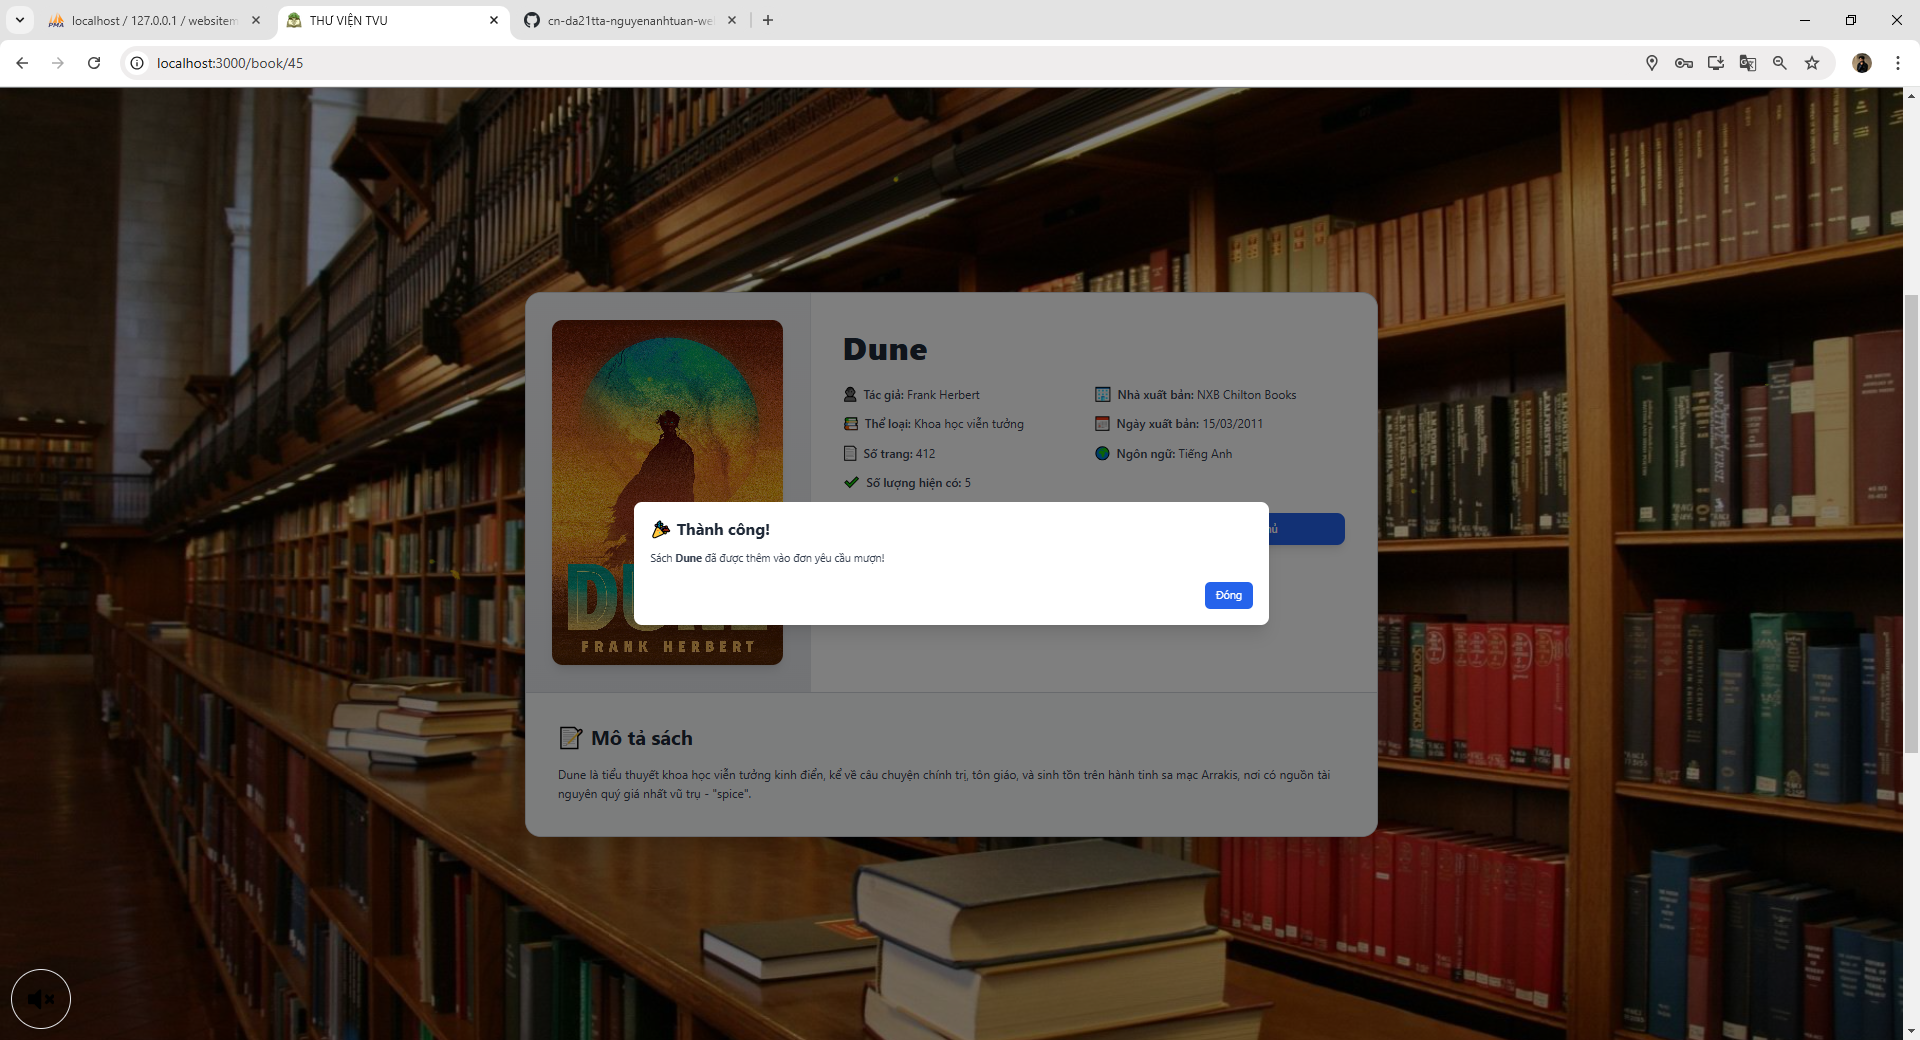 localhost / 127.0.0.1 / websitem
THƯ VIỆN TVU
cn-da21tta-nguyenanhtuan-we
localhost:3000/book/45
Dune
Tác giả: Frank Herbert
Nhà xuất bản: NXB Chilton Books
Thể loại: Khoa học viễn tưởng
Ngày xuất bản: 15/03/2011
Số trang: 412
Ngôn ngữ: Tiếng Anh
Số lượng hiện có: 5
Thành công!
Sách Dune đã được thêm vào đơn yêu cầu mượn!
Đóng
FRANK HERBERT
Mô tả sách
Dune là tiểu thuyết khoa học viễn tưởng kinh điển, kể về câu chuyện chính trị, tôn giáo, và sinh tồn trên hành tinh sa mạc Arrakis, nơi có nguồn tài
nguyên quý giá nhất vũ trụ - "spice".